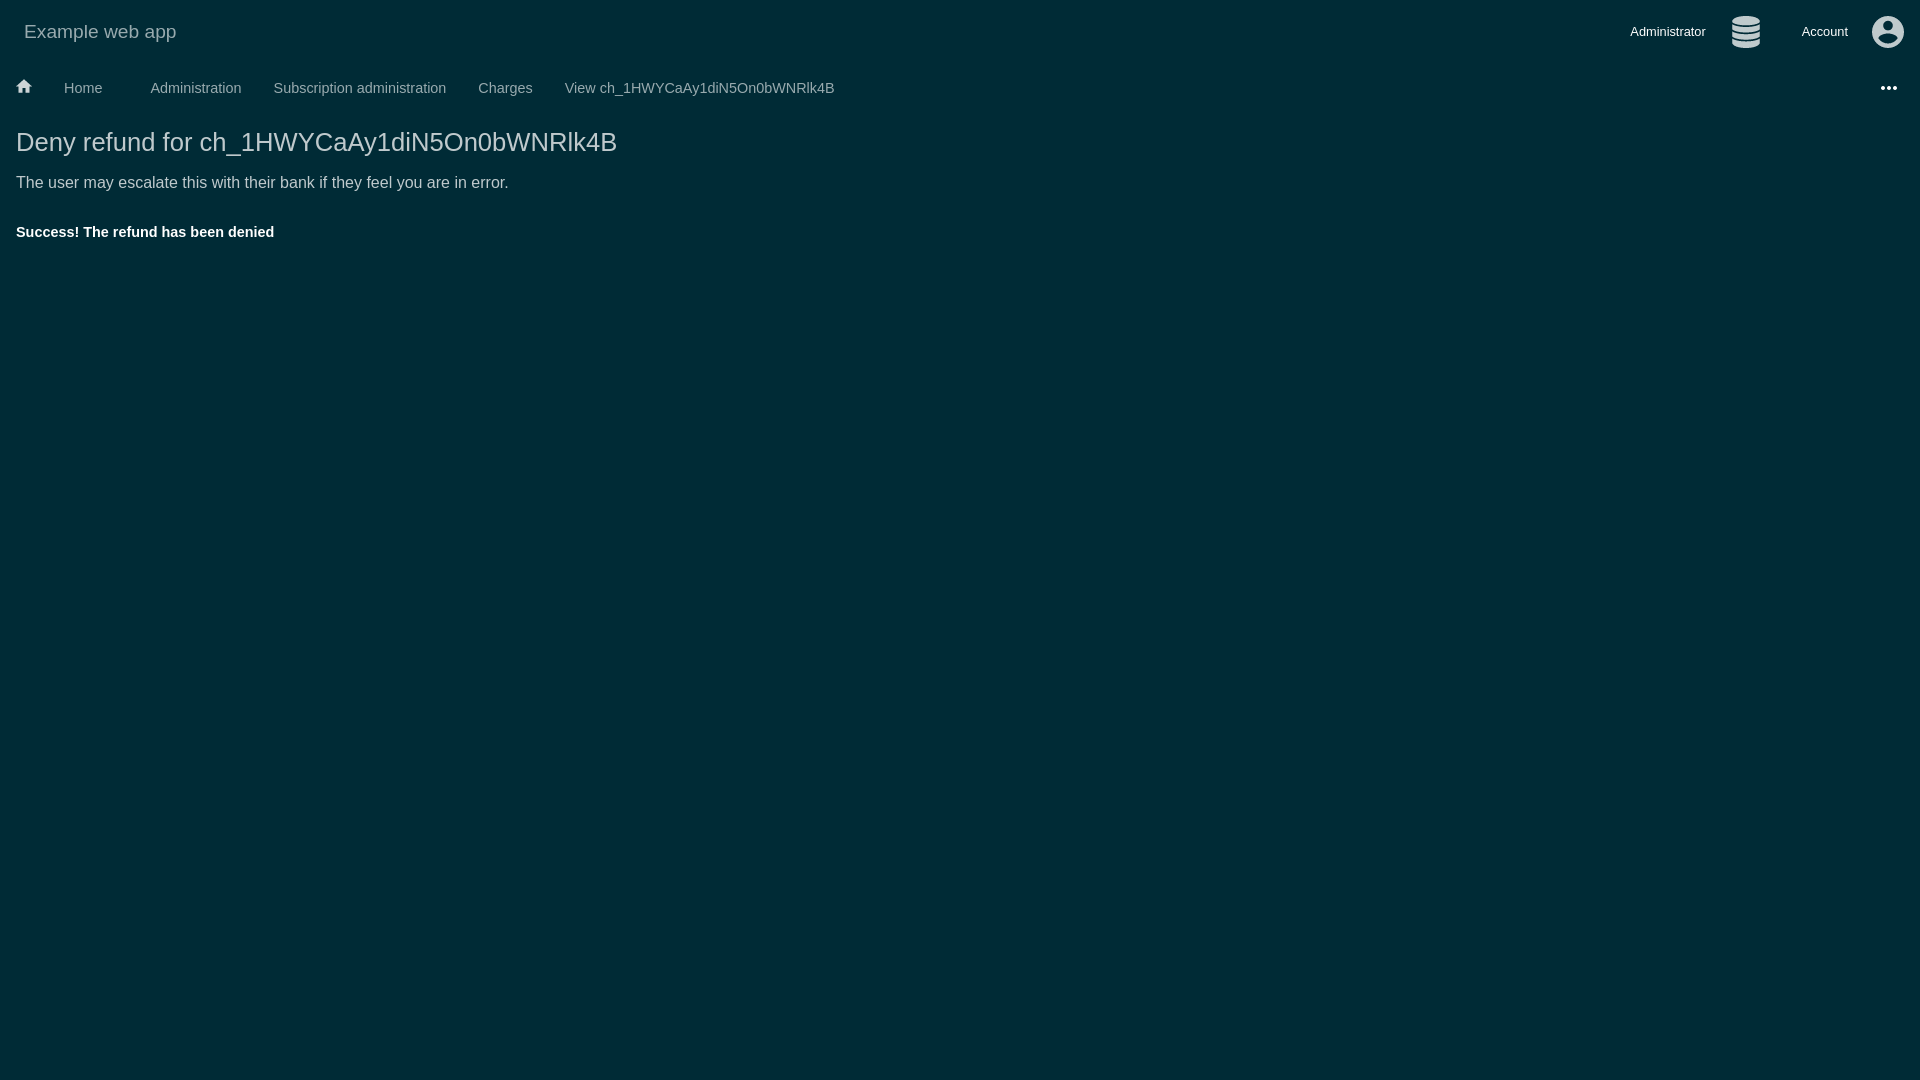 Example web app
Administrator
Account
Home
Administration
Subscription administration
Charges
View ch_1HWYCaAy1diN5On0bWNRlk4B
Deny refund for ch_1HWYCaAy1diN5On0bWNRlk4B
The user may escalate this with their bank if they feel you are in error.
Success! The refund has been denied